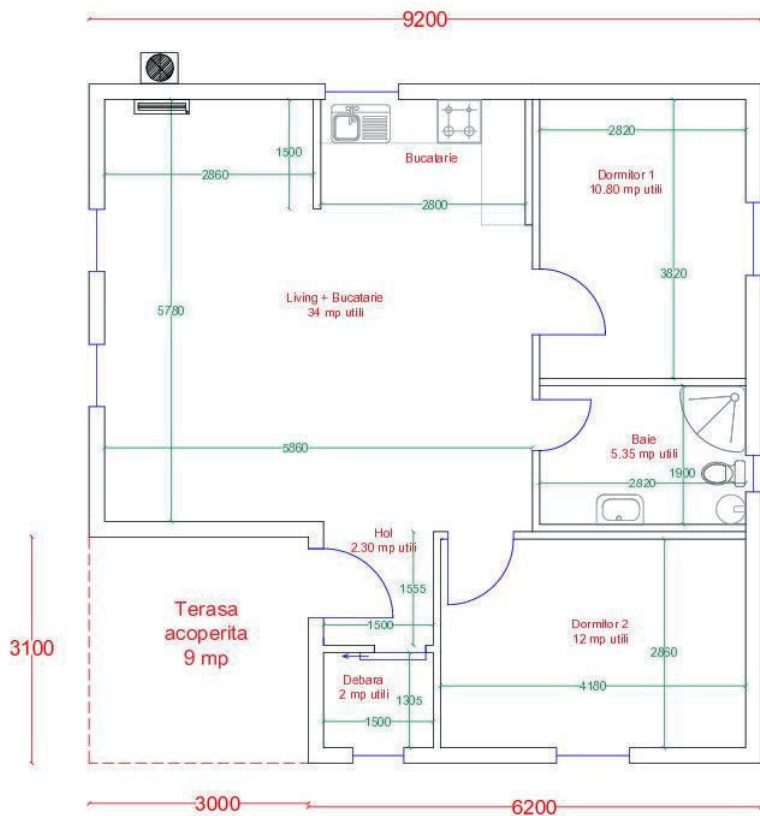 9200
2820
1500
Bucatarie
Dormitor 1
10.80 mp utili
2860
2800
3820
Living + Bucatarie
34 mp utili
5780
5860
Baie
5.35 mp utili
1900
2820
Hol
2.30 mp utili
1555
1500
Terasa
acoperita
9 mp
3100
Dormitor 2
12 mp utili
2860
4180
Debara
2 mp utili
1305
1500
3000
6200